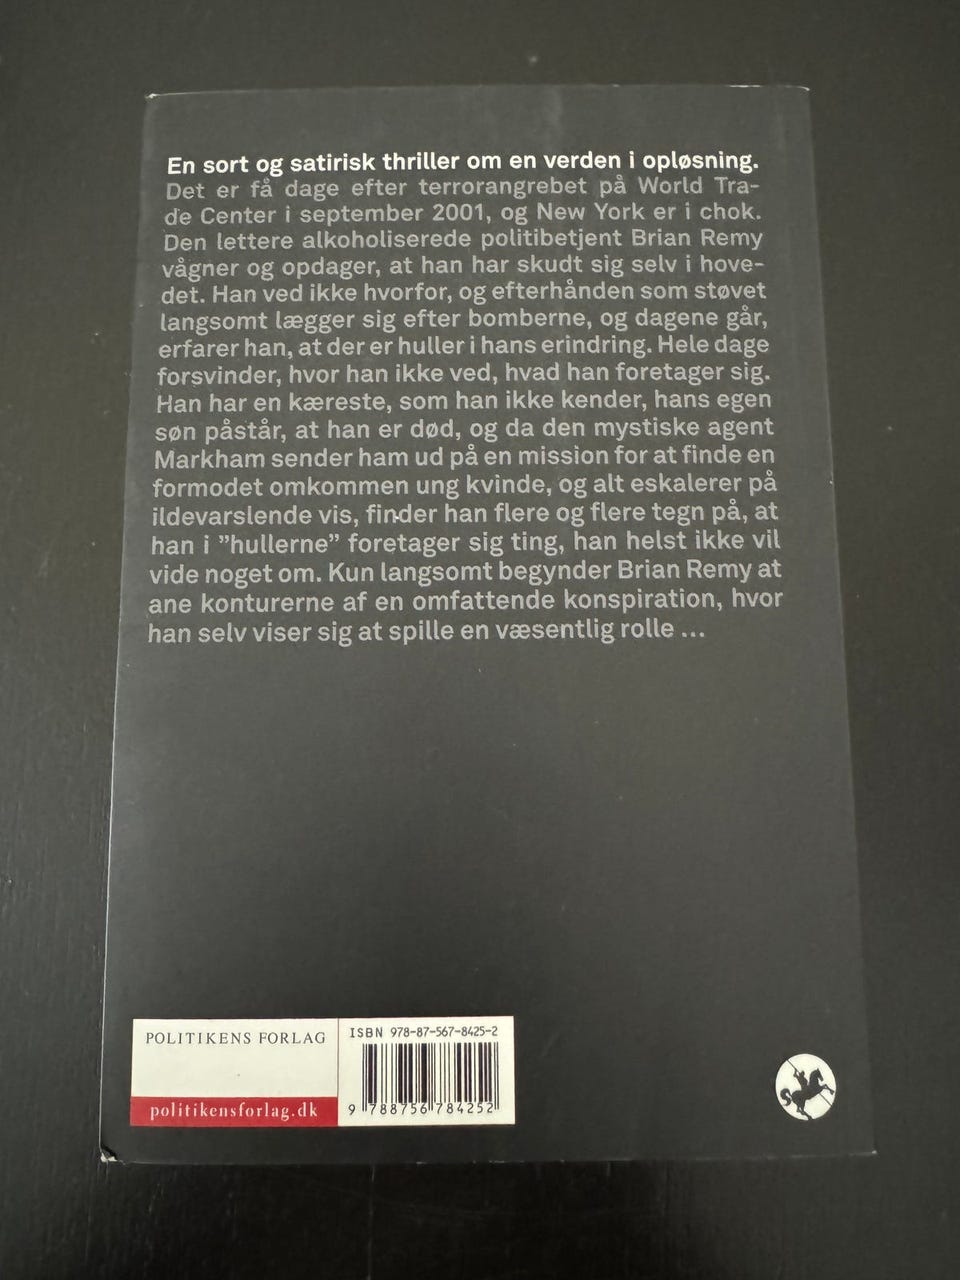 En sort og satirisk thriller om en verden i opløsning.
Det er få dage efter terrorangrebet på World Tra-
de Center i september 2001, og New York er i chok.
Den lettere alkoholiserede politibetjent Brian Remy
vågner og opdager, at han har skudt sig selv i hove-
det. Han ved ikke hvorfor, og efterhånden som støvet
langsomt lægger sig efter bomberne, og dagene går,
erfarer han, at der er huller i hans erindring. Hele dage
forsvinder, hvor han ikke ved, hvad han foretager sig.
Han har en kæreste, som han ikke kender, hans egen
søn påstår, at han er død, og da den mystiske agent
Markham sender ham ud på en mission for at finde en
formodet omkommen ung kvinde, og alt eskalerer på
ildevarslende vis, finder han flere og flere tegn på, at
han i ”hullerne” foretager sig ting, han helst ikke vil
vide noget om. Kun langsomt begynder Brian Remy at
ane konturerne af en omfattende konspiration, hvor
han selv viser sig at spille en væsentlig rolle ...
POLITIKENS FORLAG
politikensforlag.dk
ISBN 978-87-567-8425-2
9 788756 784252